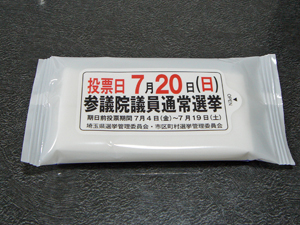 投票日 7月20日(日)
参議院議員通常選挙
期日前投票期間 7月4日(金)～7月19日(土)
埼玉県選挙管理委員会・市区町村選挙管理委員会
OPEN